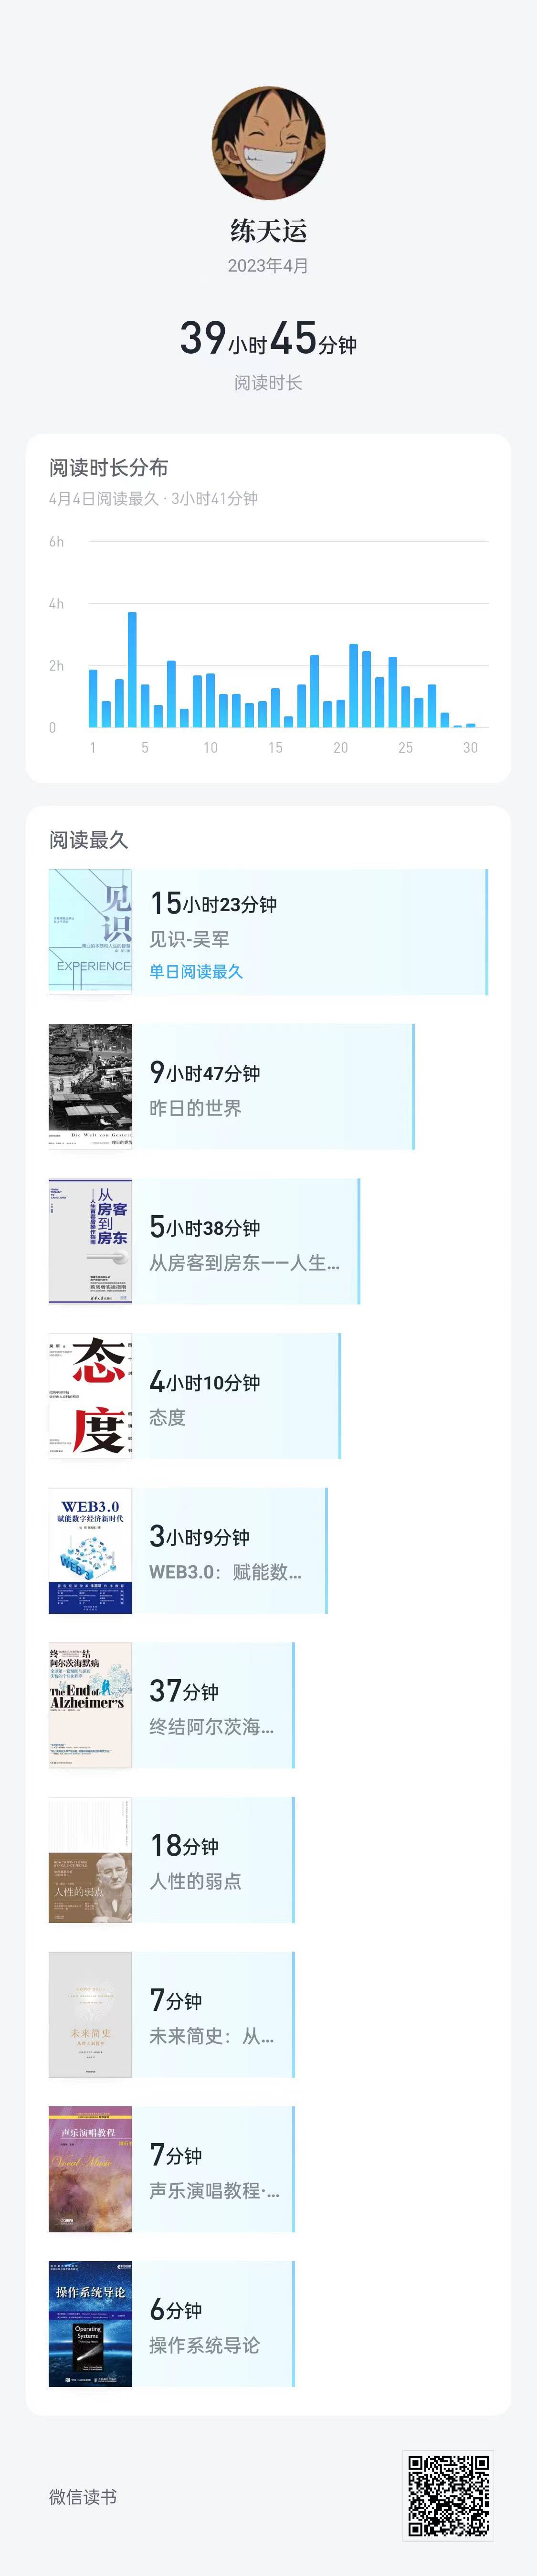 练天运
2023年4月
39小时45分钟
阅读时长
阅读时长分布
4月4日阅读最久 · 3小时41分钟
6h
4h
2h
0
1 5 10 15 20 25 30
阅读最久
见识
EXPERIENCE
15小时23分钟
见识-吴军
单日阅读最久
9小时47分钟
昨日的世界
从
房客
到
房东
5小时38分钟
从房客到房东——人生...
态
度
4小时10分钟
态度
WEB3.0
赋能数字经济新时代
3小时9分钟
WEB3.0：赋能数...
终结
阿尔茨海默病
The End of
Alzheimer's
37分钟
终结阿尔茨海...
人性的弱点
18分钟
人性的弱点
未来简史
7分钟
未来简史：从...
声乐演唱教程
Vocal Music
7分钟
声乐演唱教程·...
操作系统导论
Operating
Systems
6分钟
操作系统导论
微信读书